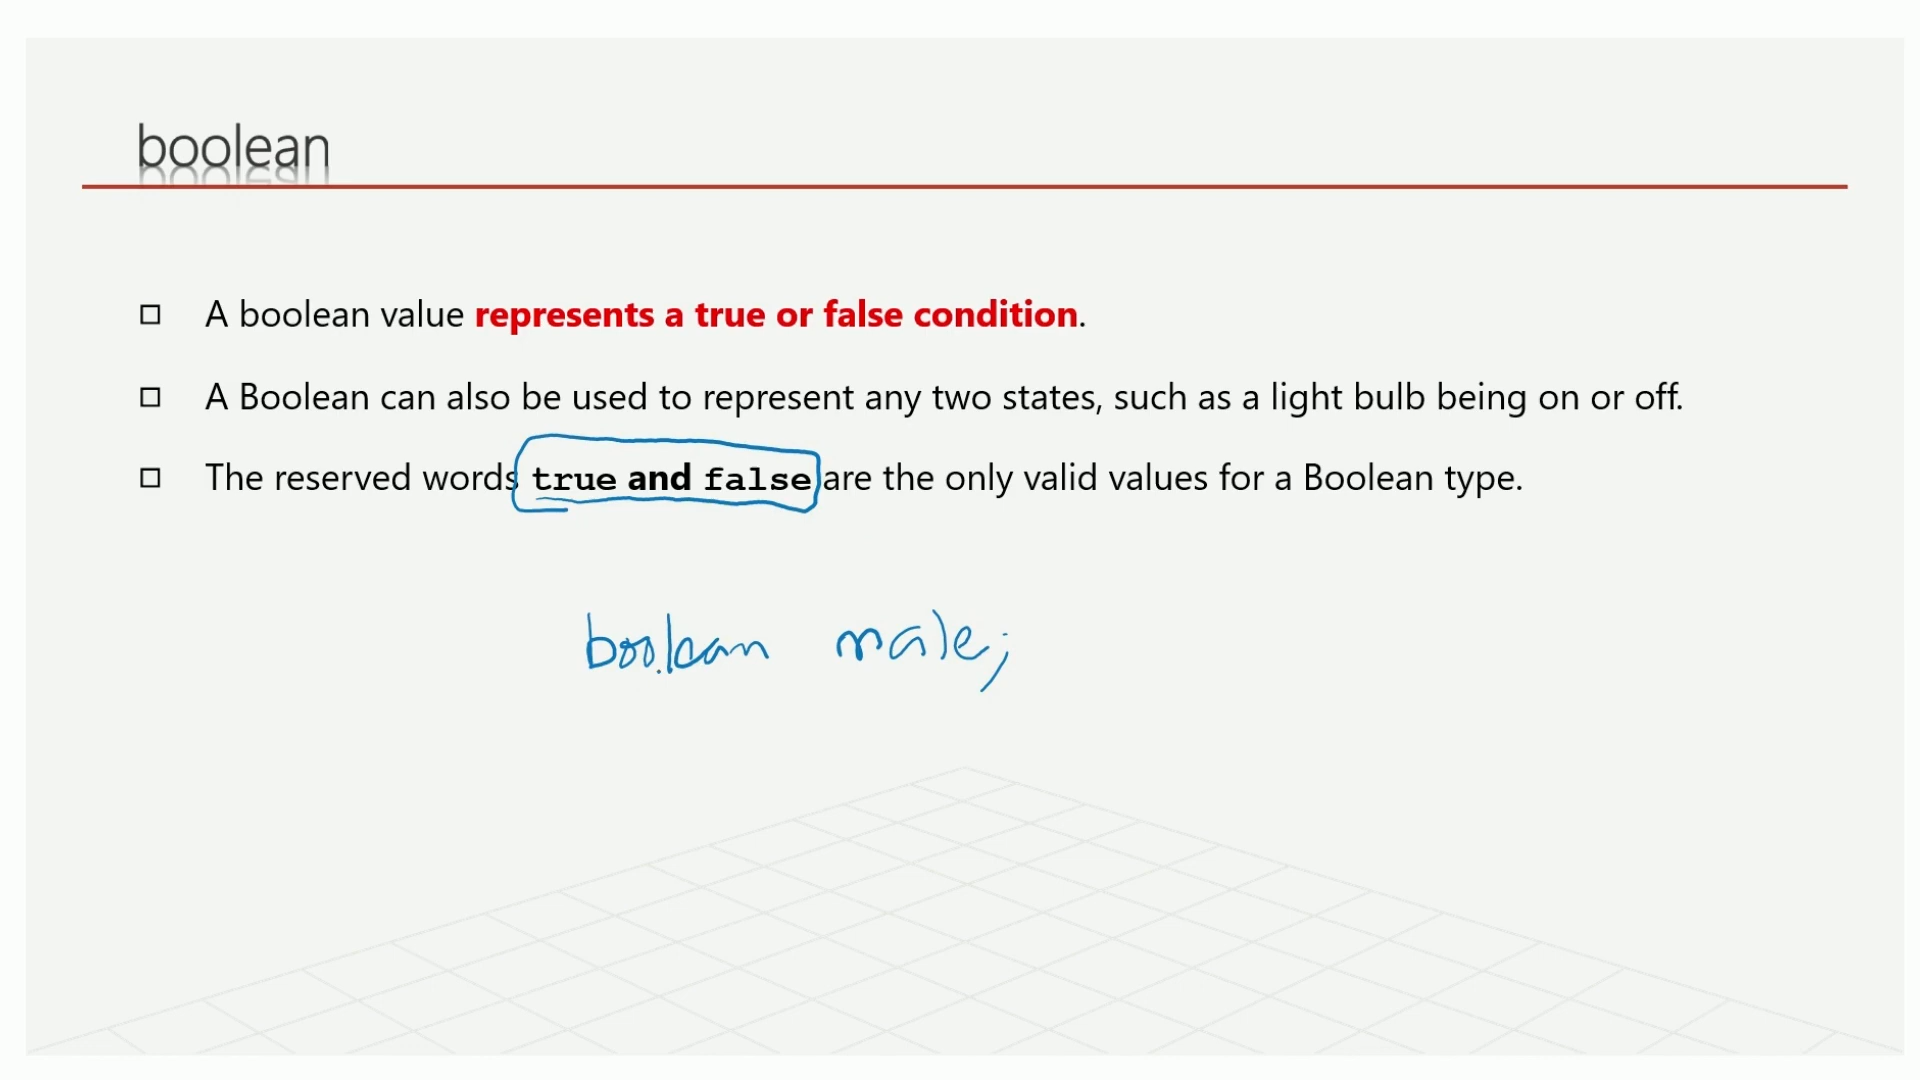 boolean
A boolean value represents a true or false condition.
A Boolean can also be used to represent any two states, such as a light bulb being on or off.
The reserved words true and false are the only valid values for a Boolean type.
boolean male;